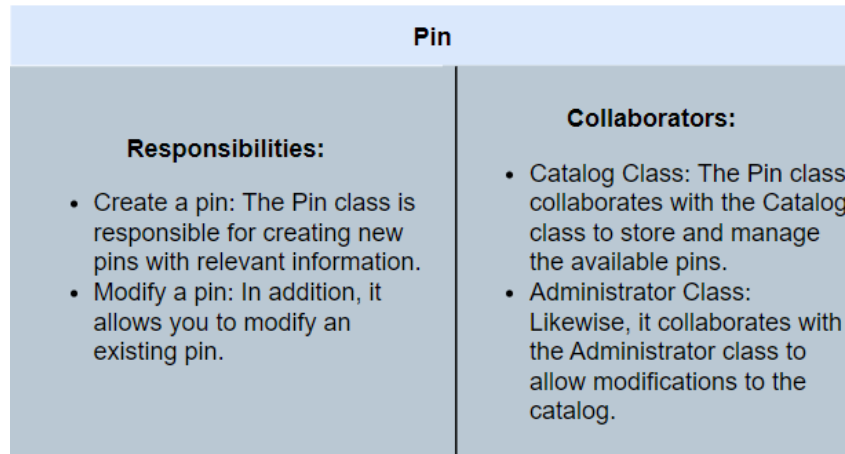 Pin
Responsibilities:
• Create a pin: The Pin class is
responsible for creating new
pins with relevant information.
• Modify a pin: In addition, it
allows you to modify an
existing pin.
Collaborators:
• Catalog Class: The Pin class
collaborates with the Catalog
class to store and manage
the available pins.
• Administrator Class:
Likewise, it collaborates with
the Administrator class to
allow modifications to the
catalog.